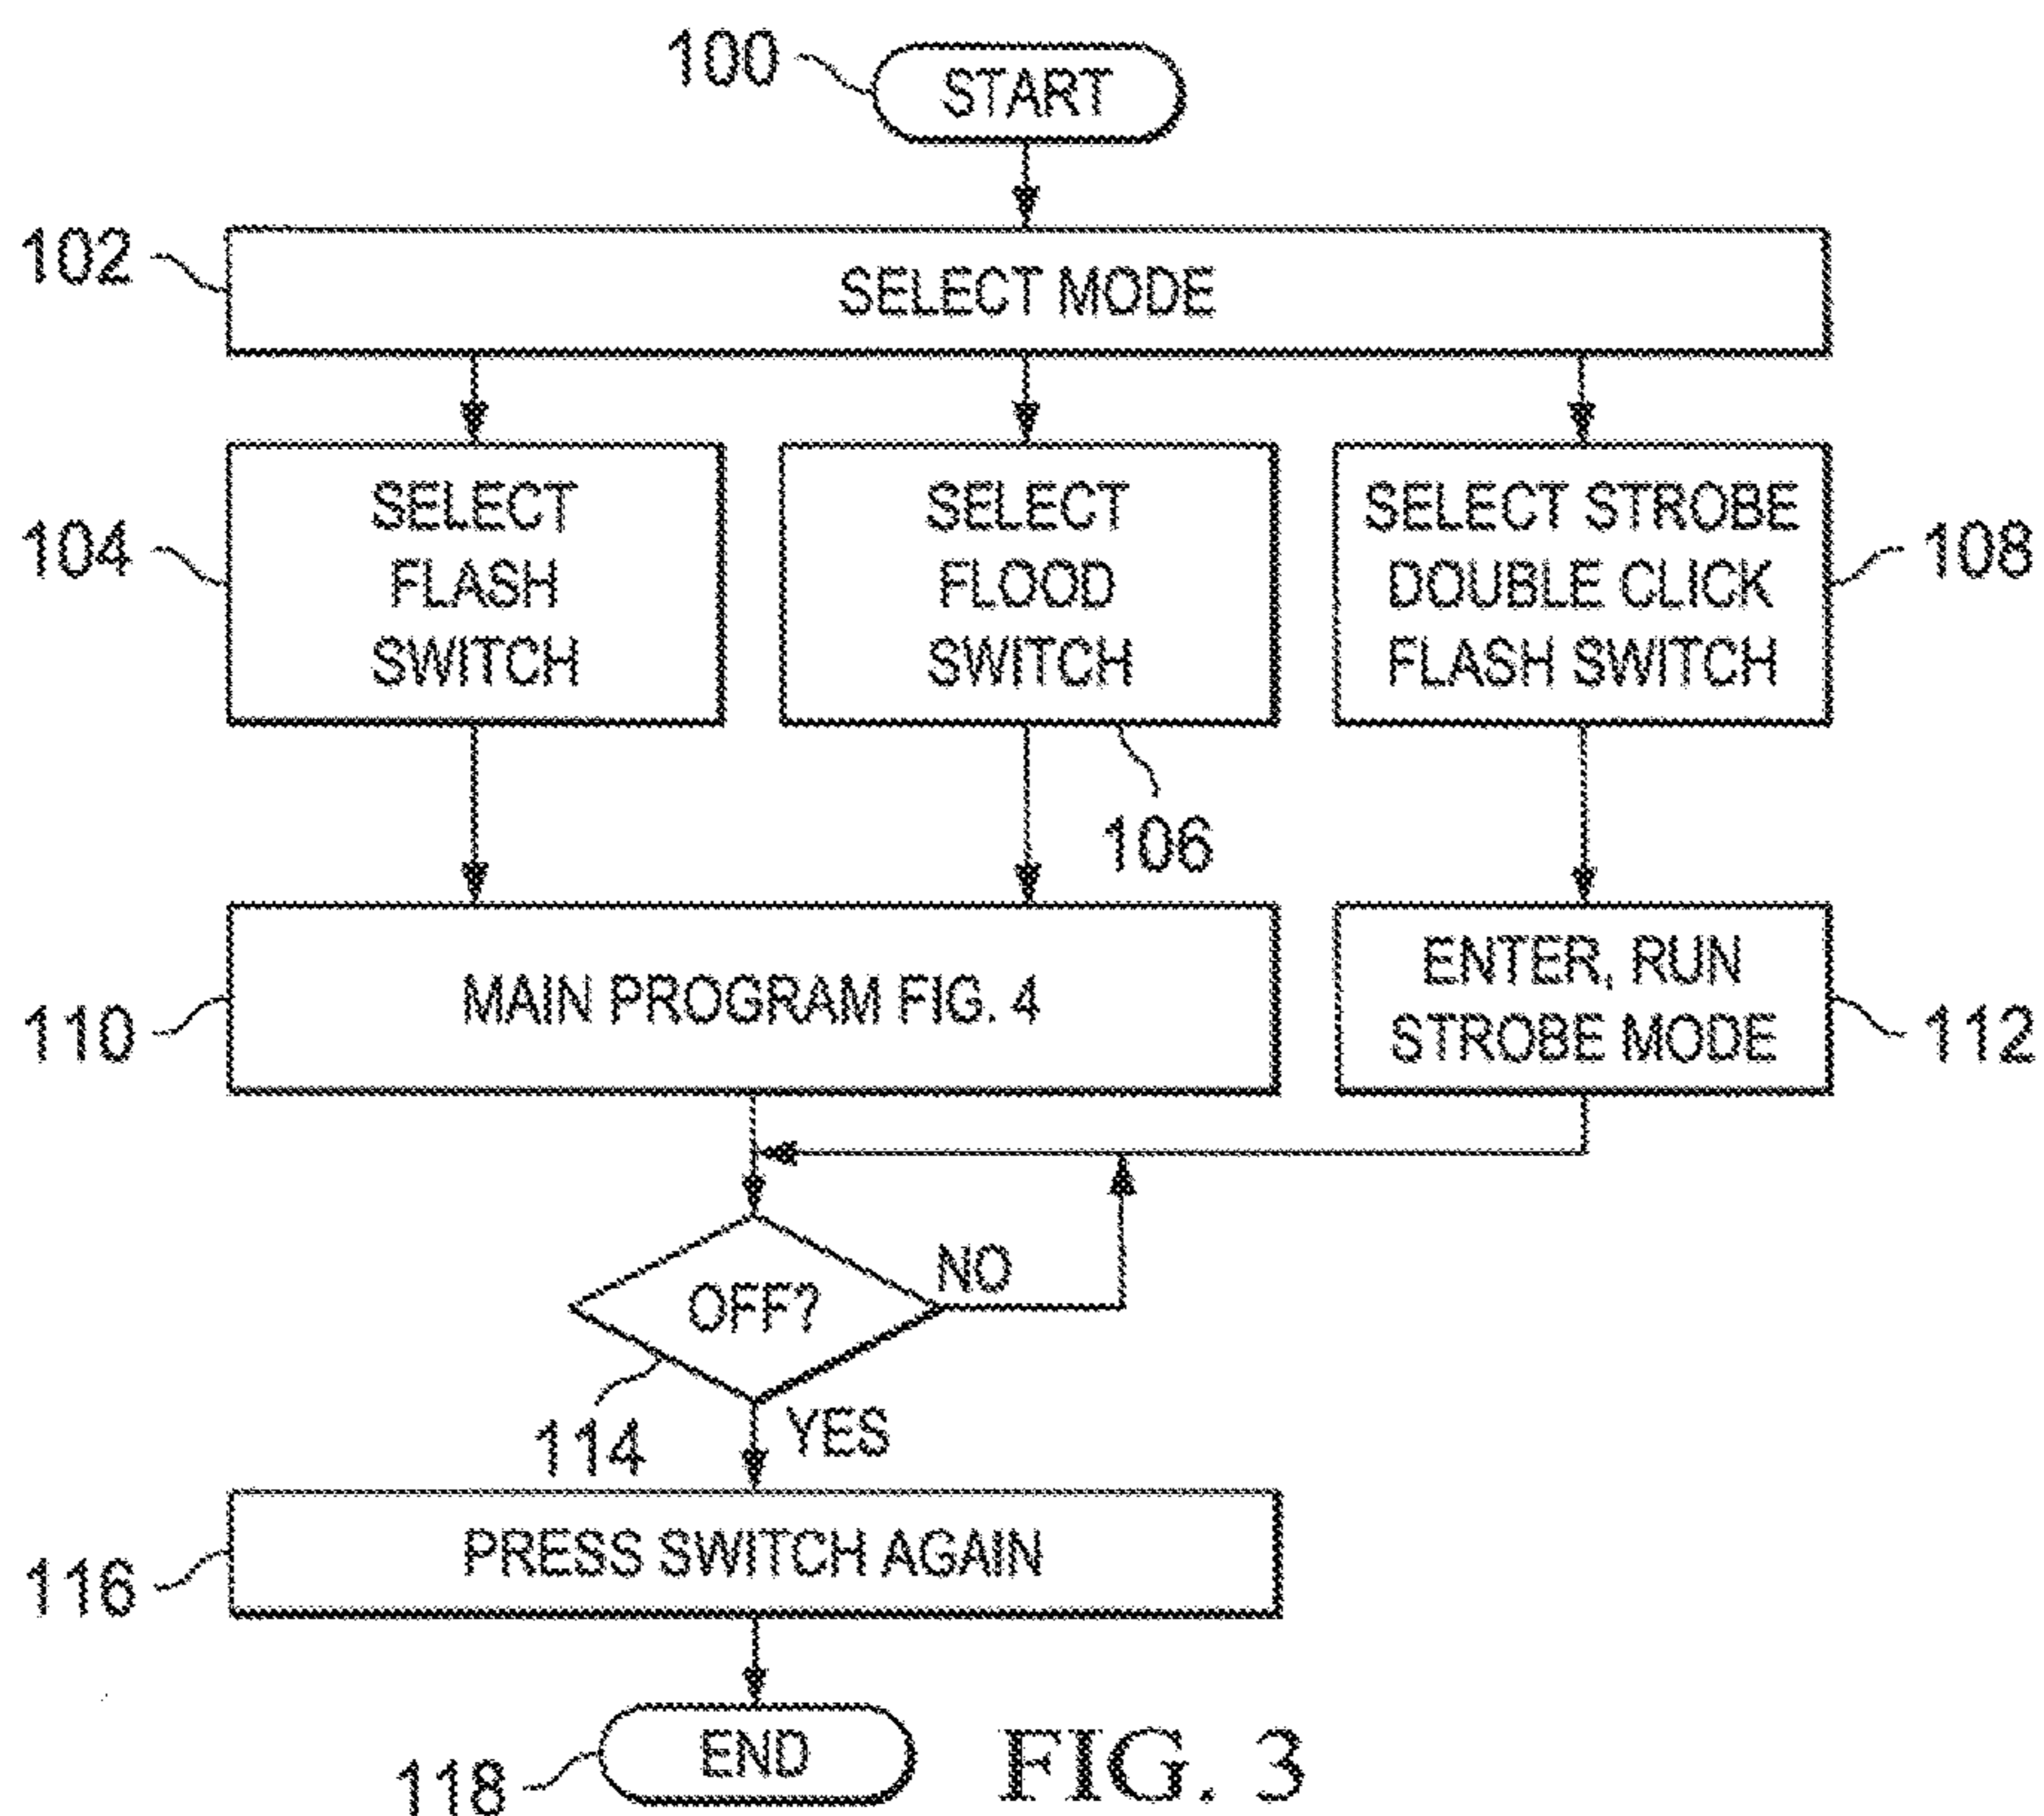 100
START
102
SELECT MODE
104
SELECT
FLASH
SWITCH
SELECT
FLOOD
SWITCH
106
SELECT STROBE
DOUBLE CLICK
FLASH SWITCH
108
110
MAIN PROGRAM FIG. 4
ENTER, RUN
STROBE MODE
112
OFF?
NO
114
YES
116
PRESS SWITCH AGAIN
118
END
FIG. 3